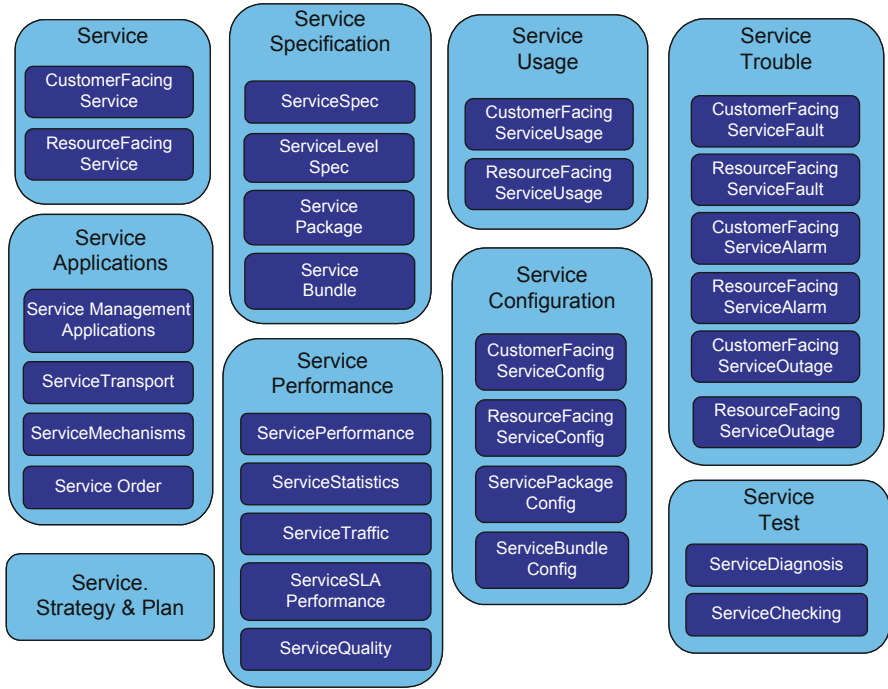 Service
CustomerFacing
Service
ResourceFacing
Service
Service
Applications
Service Management
Applications
ServiceTransport
ServiceMechanisms
Service Order
Service.
Strategy & Plan
Service
Specification
ServiceSpec
ServiceLevel
Spec
Service
Package
Service
Bundle
Service
Performance
ServicePerformance
ServiceStatistics
ServiceTraffic
ServiceSLA
Performance
ServiceQuality
Service
Usage
CustomerFacing
ServiceUsage
ResourceFacing
ServiceUsage
Service
Configuration
CustomerFacing
ServiceConfig
ResourceFacing
ServiceConfig
ServicePackage
Config
ServiceBundle
Config
Service
Trouble
CustomerFacing
ServiceFault
ResourceFacing
ServiceFault
CustomerFacing
ServiceAlarm
ResourceFacing
ServiceAlarm
CustomerFacing
ServiceOutage
ResourceFacing
ServiceOutage
Service
Test
ServiceDiagnosis
ServiceChecking